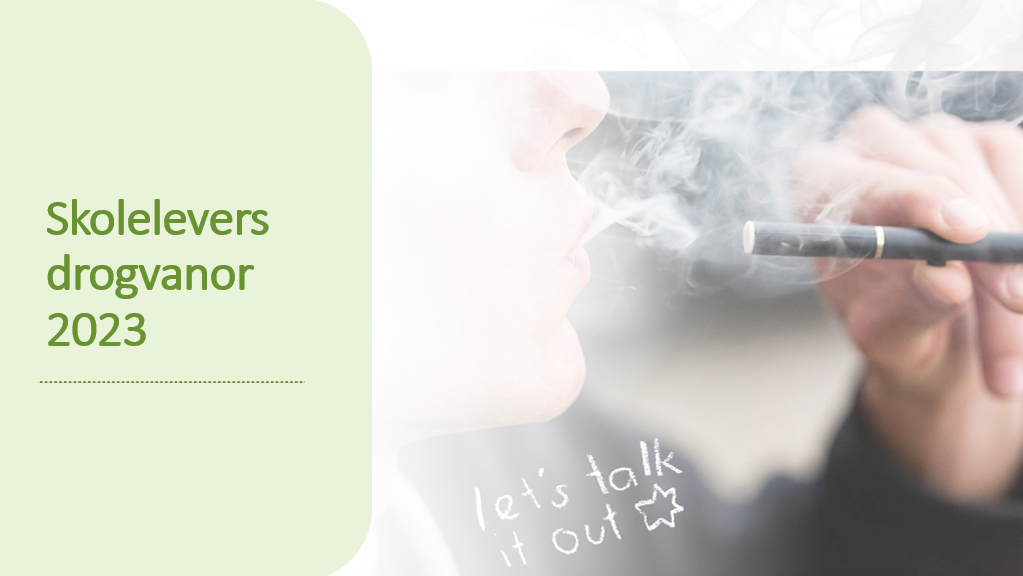 Skolelevers
drogvanor
2023
let's talk
it out